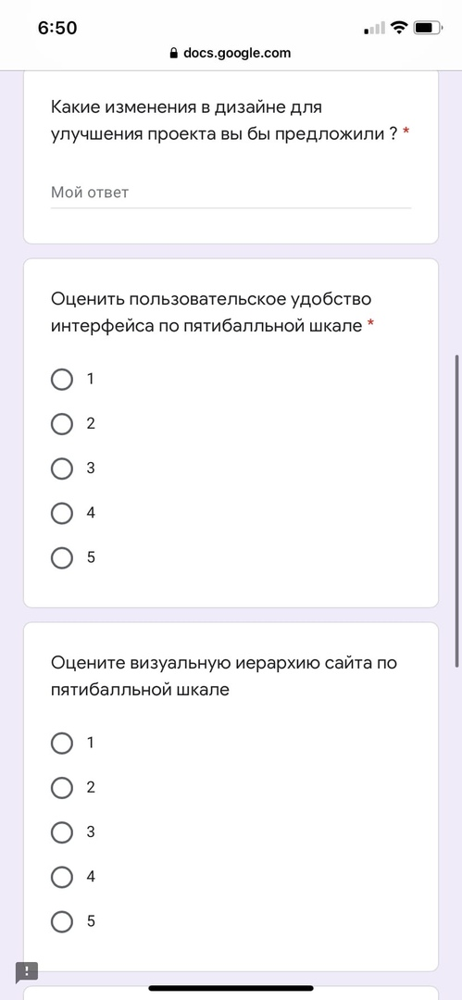 6:50
docs.google.com
Какие изменения в дизайне для
улучшения проекта вы бы предложили ? *
Мой ответ
Оценить пользовательское удобство
интерфейса по пятибалльной шкале *
1
2
3
4
5
Оцените визуальную иерархию сайта по
пятибалльной шкале
1
2
3
4
5